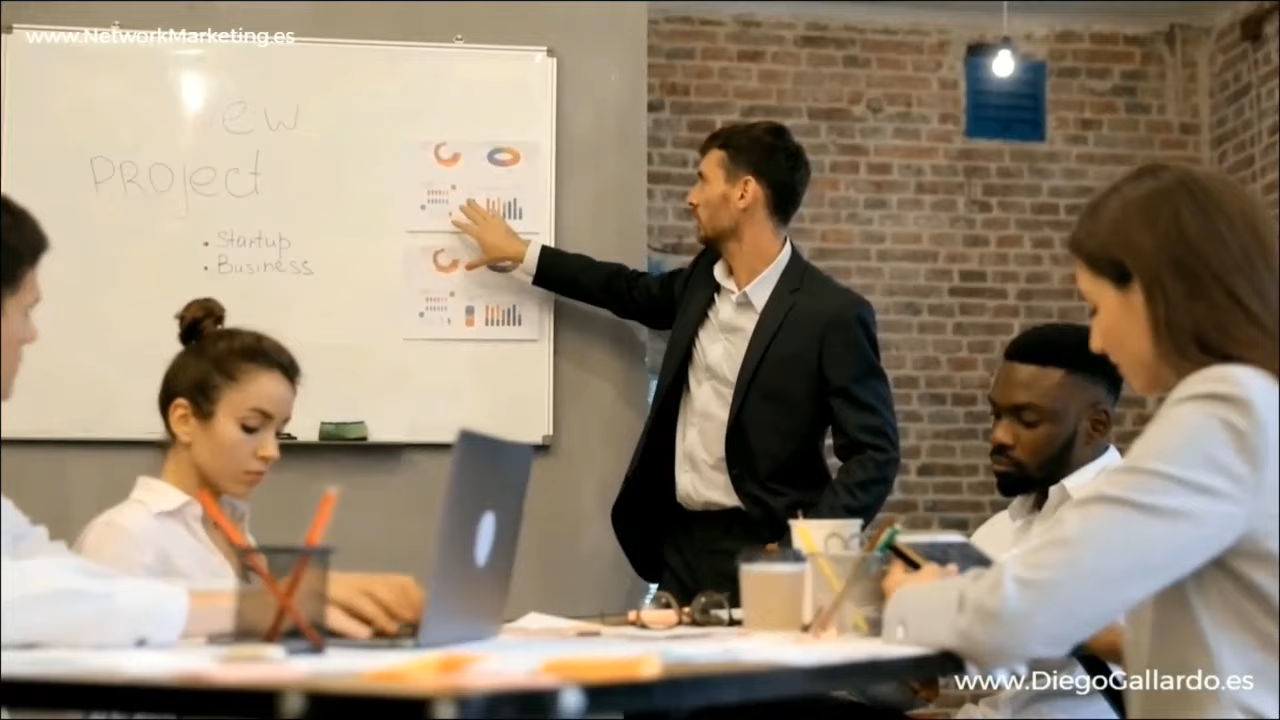 www.NetworkMarketing.es
ew
PROject
• Startup
• Business
www.DiegoGallardo.es